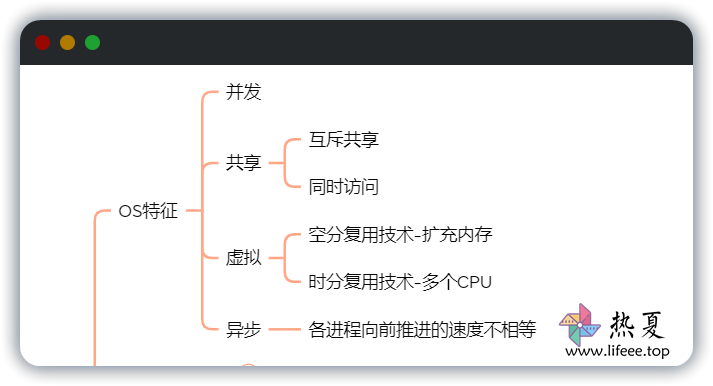 并发
互斥共享
共享
同时访问
OS特征
空分复用技术-扩充内存
虚拟
时分复用技术-多个CPU
异步
各进程向前推进的速度不相等
热夏
www.lifeee.top